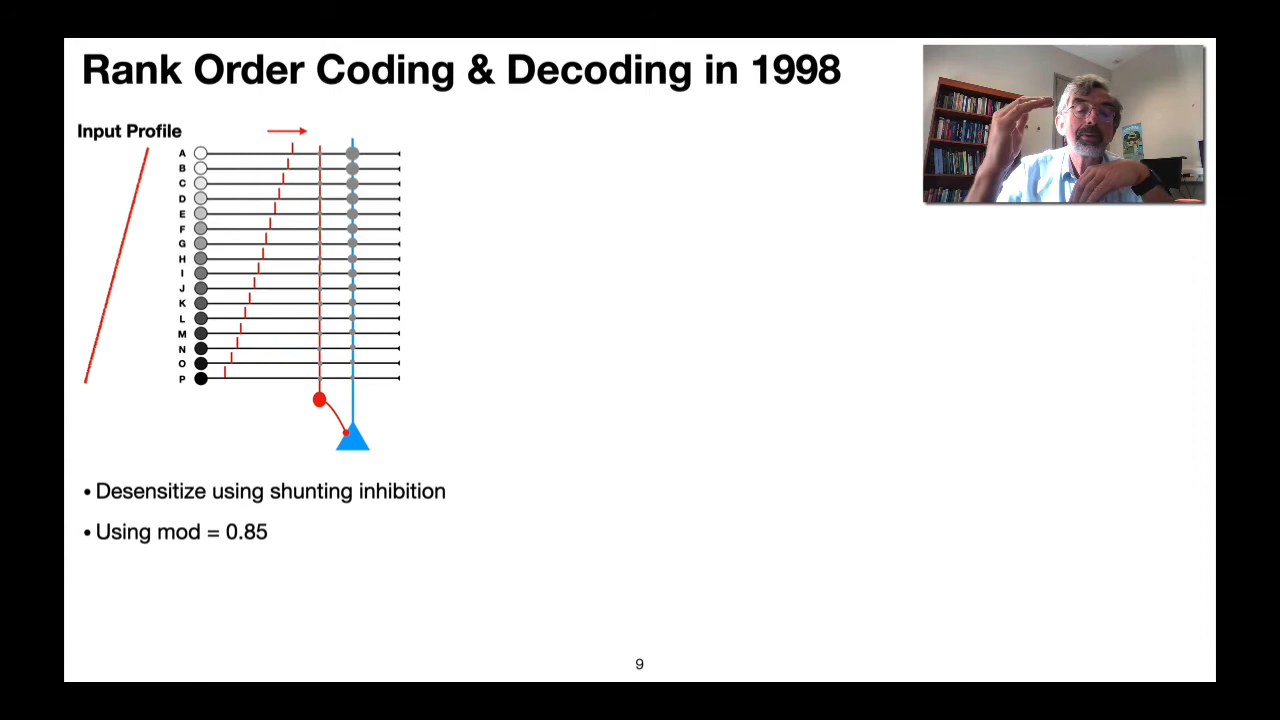 Rank Order Coding & Decoding in 1998
Input Profile
A
B
C
D
E
F
G
H
I
J
K
L
M
N
O
P
• Desensitize using shunting inhibition
• Using mod = 0.85
9